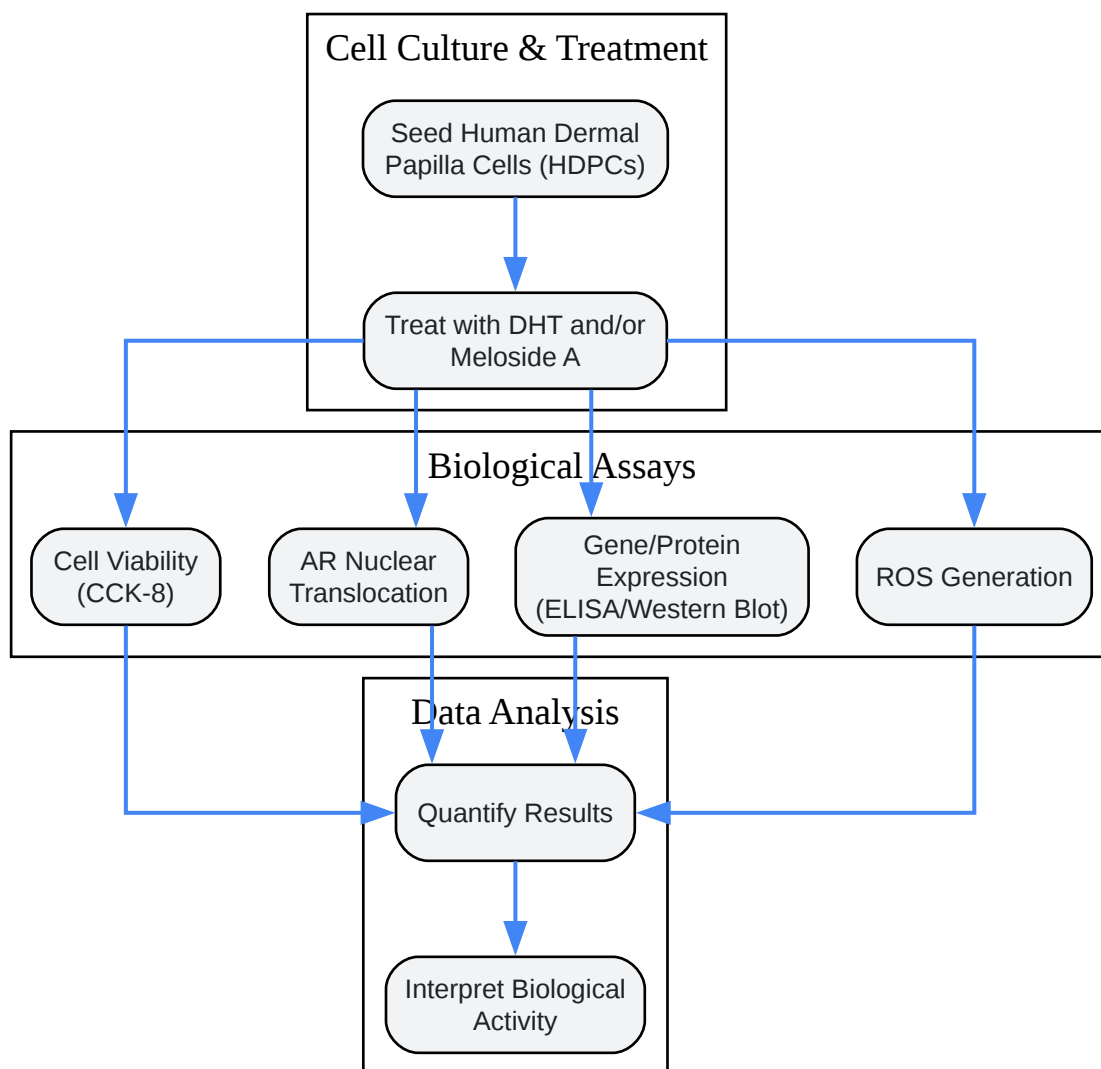 Cell Culture & Treatment
Seed Human Dermal
Papilla Cells (HDPCs)
Treat with DHT and/or
Meloside A
Biological Assays
Cell Viability
(CCK-8)
AR Nuclear
Translocation
Gene/Protein
Expression
(ELISA/Western Blot)
ROS Generation
Data Analysis
Quantify Results
Interpret Biological
Activity